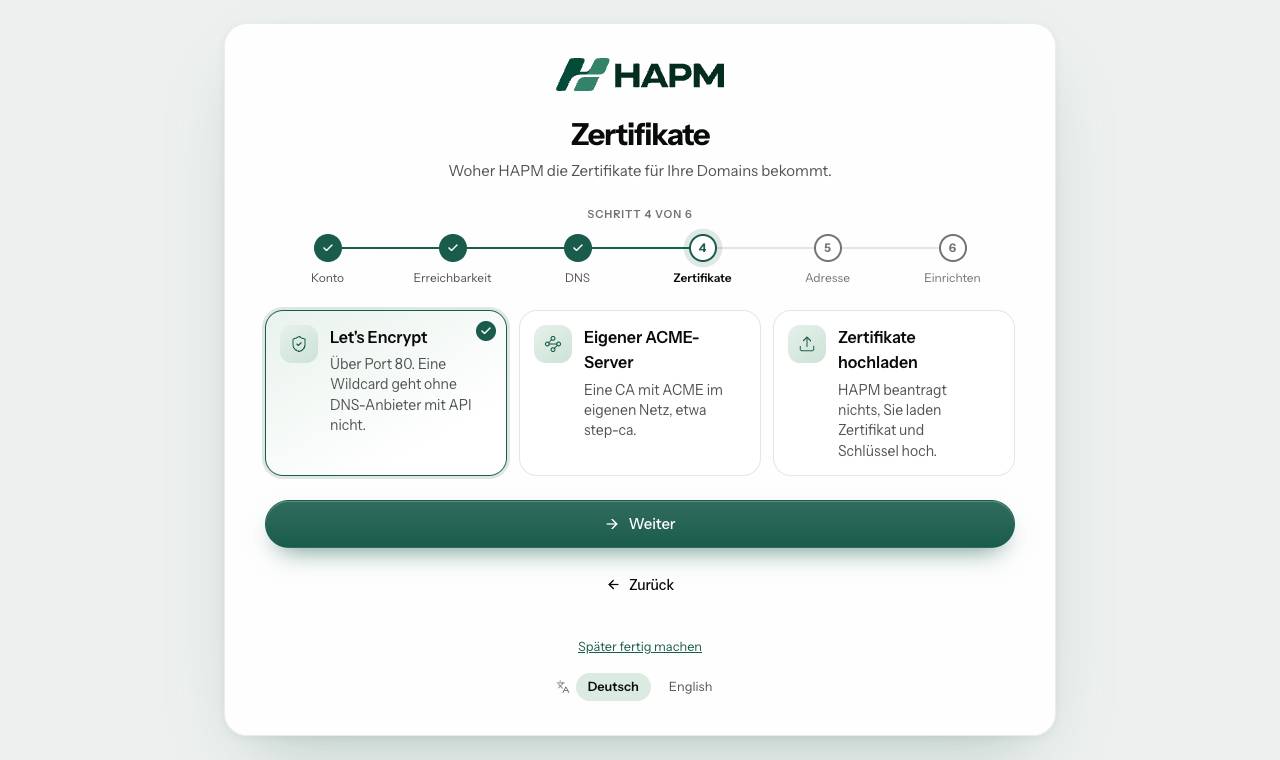 HAPM
Zertifikate
Woher HAPM die Zertifikate für Ihre Domains bekommt.
SCHRITT 4 VON 6
4
5
6
Konto
Erreichbarkeit
DNS
Zertifikate
Adresse
Einrichten
Let's Encrypt
Über Port 80. Eine
Wildcard geht ohne
DNS-Anbieter mit API
nicht.
Eigener ACME-
Server
Eine CA mit ACME im
eigenen Netz, etwa
step-ca.
Zertifikate
hochladen
HAPM beantragt
nichts, Sie laden
Zertifikat und
Schlüssel hoch.
Weiter
Zurück
Später fertig machen
Deutsch
English